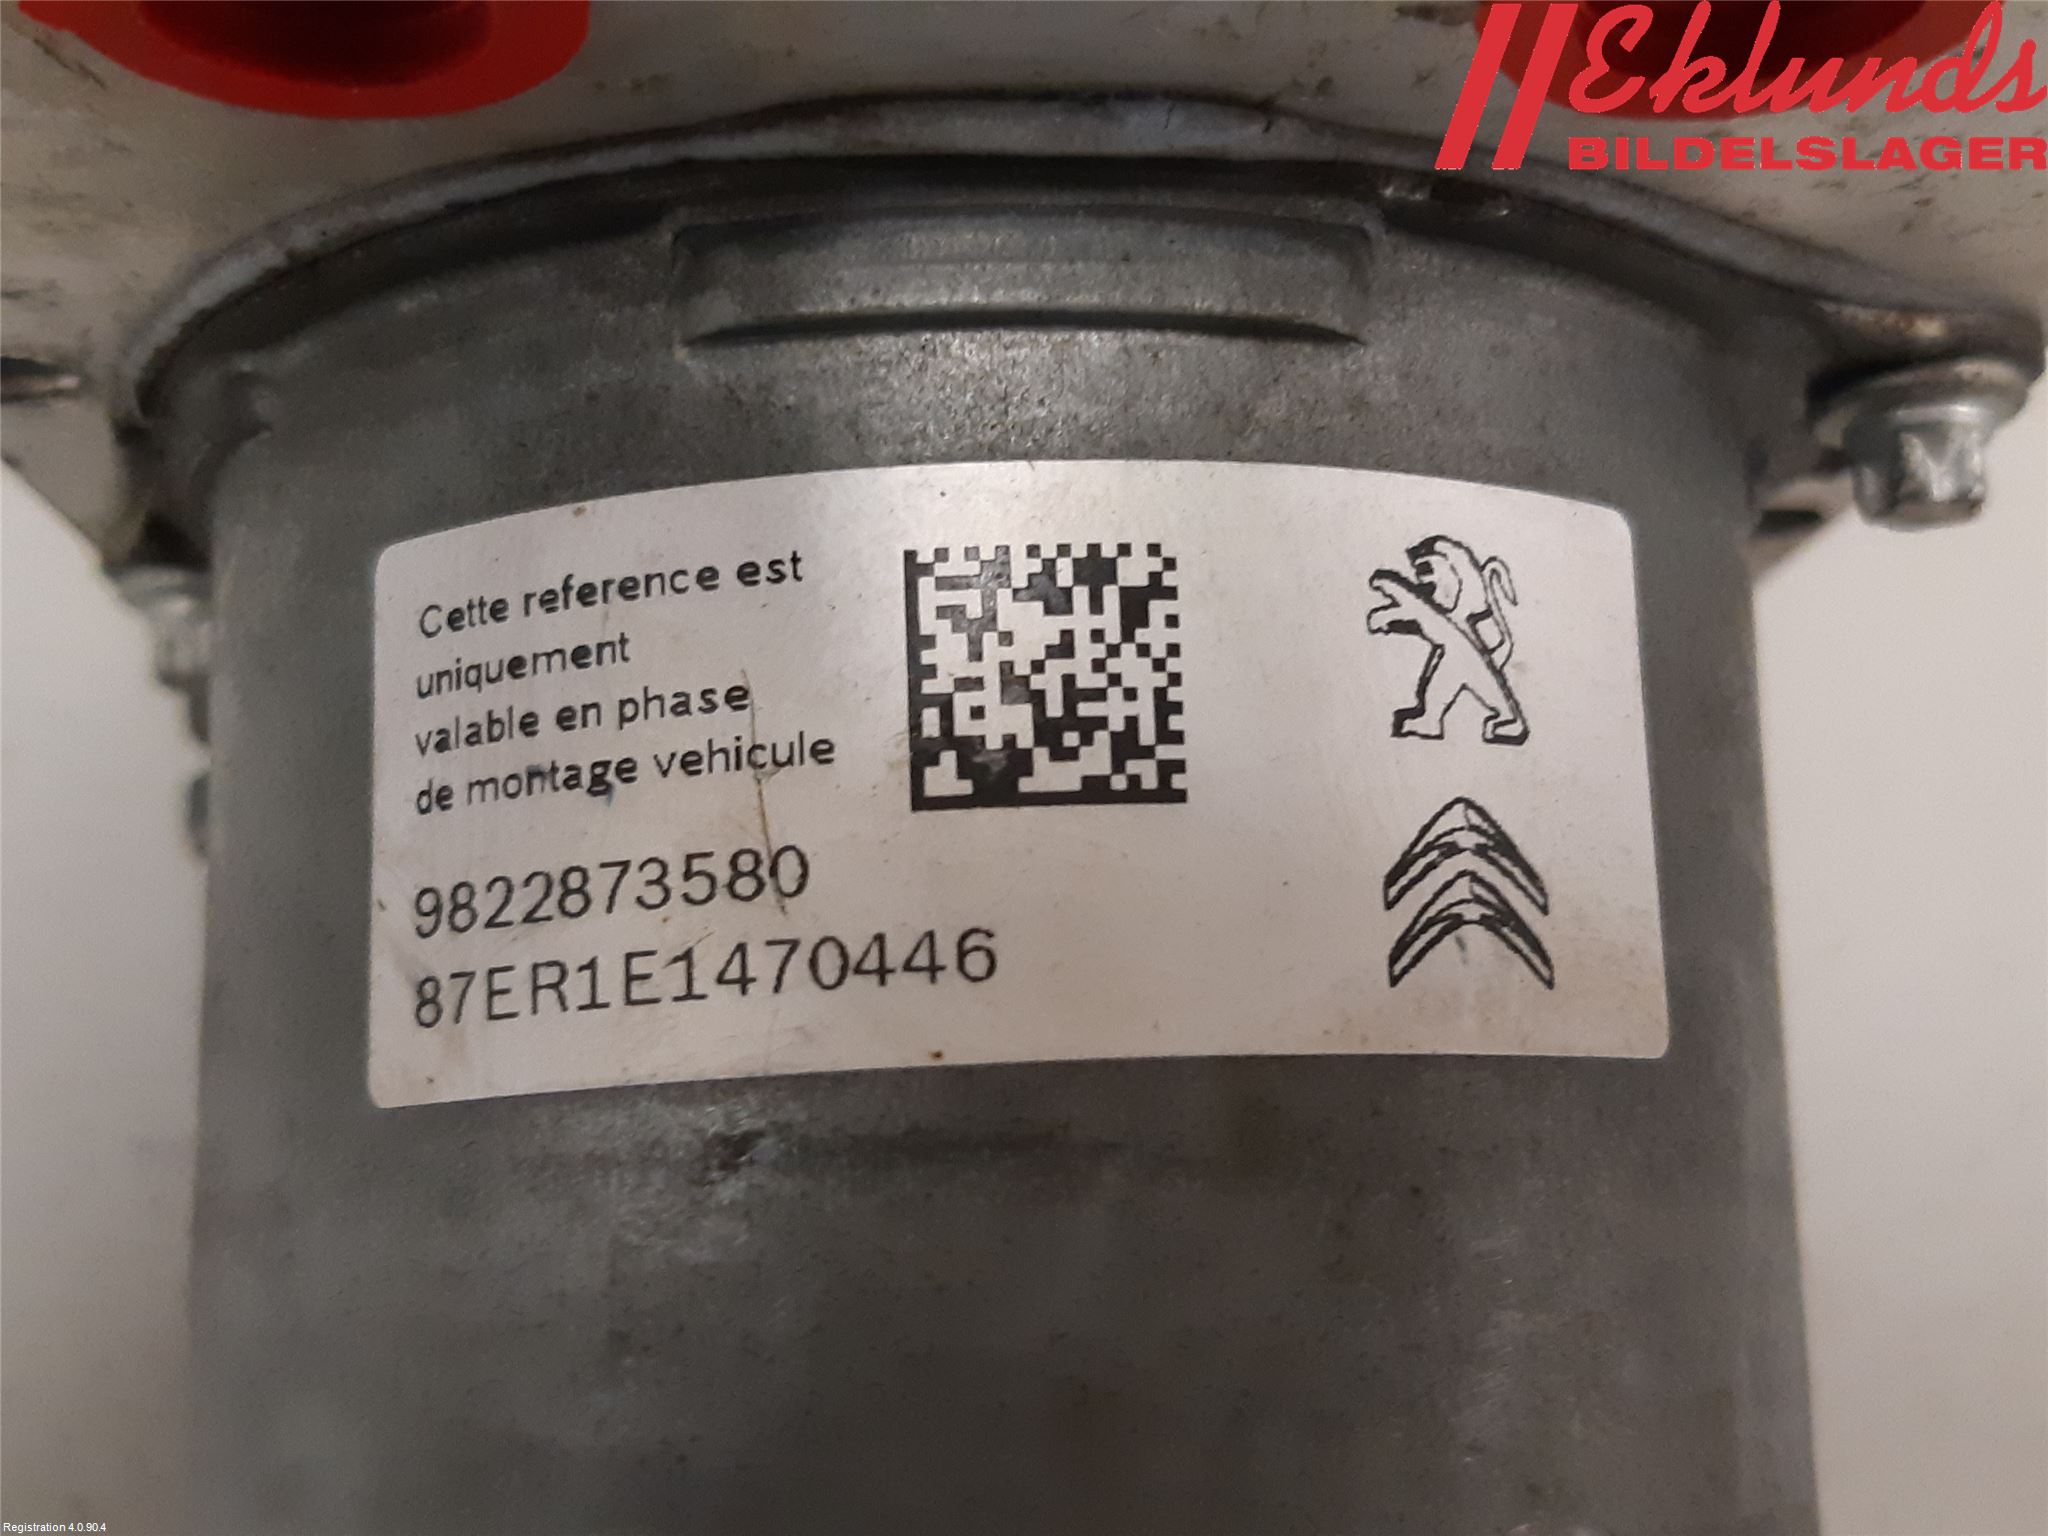 Eklunds
BILDELSLAGER
Cette reference est
uniquement
valable en phase
de montage vehicule
9822873580
87ER1E1470446
Registration 4.0.90.4